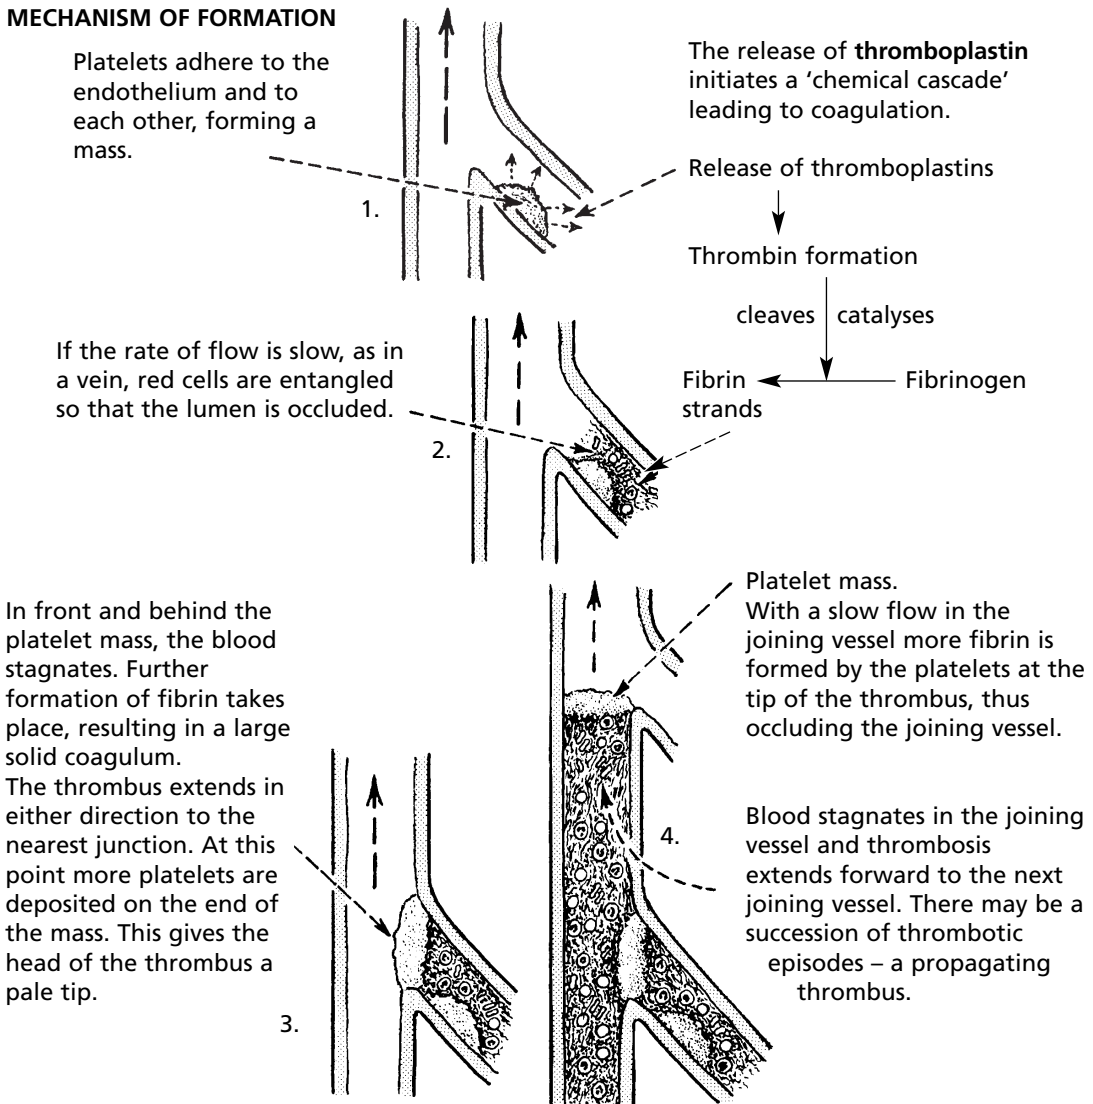 MECHANISM OF FORMATION
Platelets adhere to the
endothelium and to
each other, forming a
mass.
The release of thromboplastin
initiates a ‘chemical cascade’
leading to coagulation.
Release of thromboplastins
1.
Thrombin formation
cleaves catalyses
Fibrin Fibrinogen
strands
If the rate of flow is slow, as in
a vein, red cells are entangled
so that the lumen is occluded.
2.
In front and behind the
platelet mass, the blood
stagnates. Further
formation of fibrin takes
place, resulting in a large
solid coagulum.
The thrombus extends in
either direction to the
nearest junction. At this
point more platelets are
deposited on the end of
the mass. This gives the
head of the thrombus a
pale tip.
3.
Platelet mass.
With a slow flow in the
joining vessel more fibrin is
formed by the platelets at the
tip of the thrombus, thus
occluding the joining vessel.
4.
Blood stagnates in the joining
vessel and thrombosis
extends forward to the next
joining vessel. There may be a
succession of thrombotic
episodes – a propagating
thrombus.